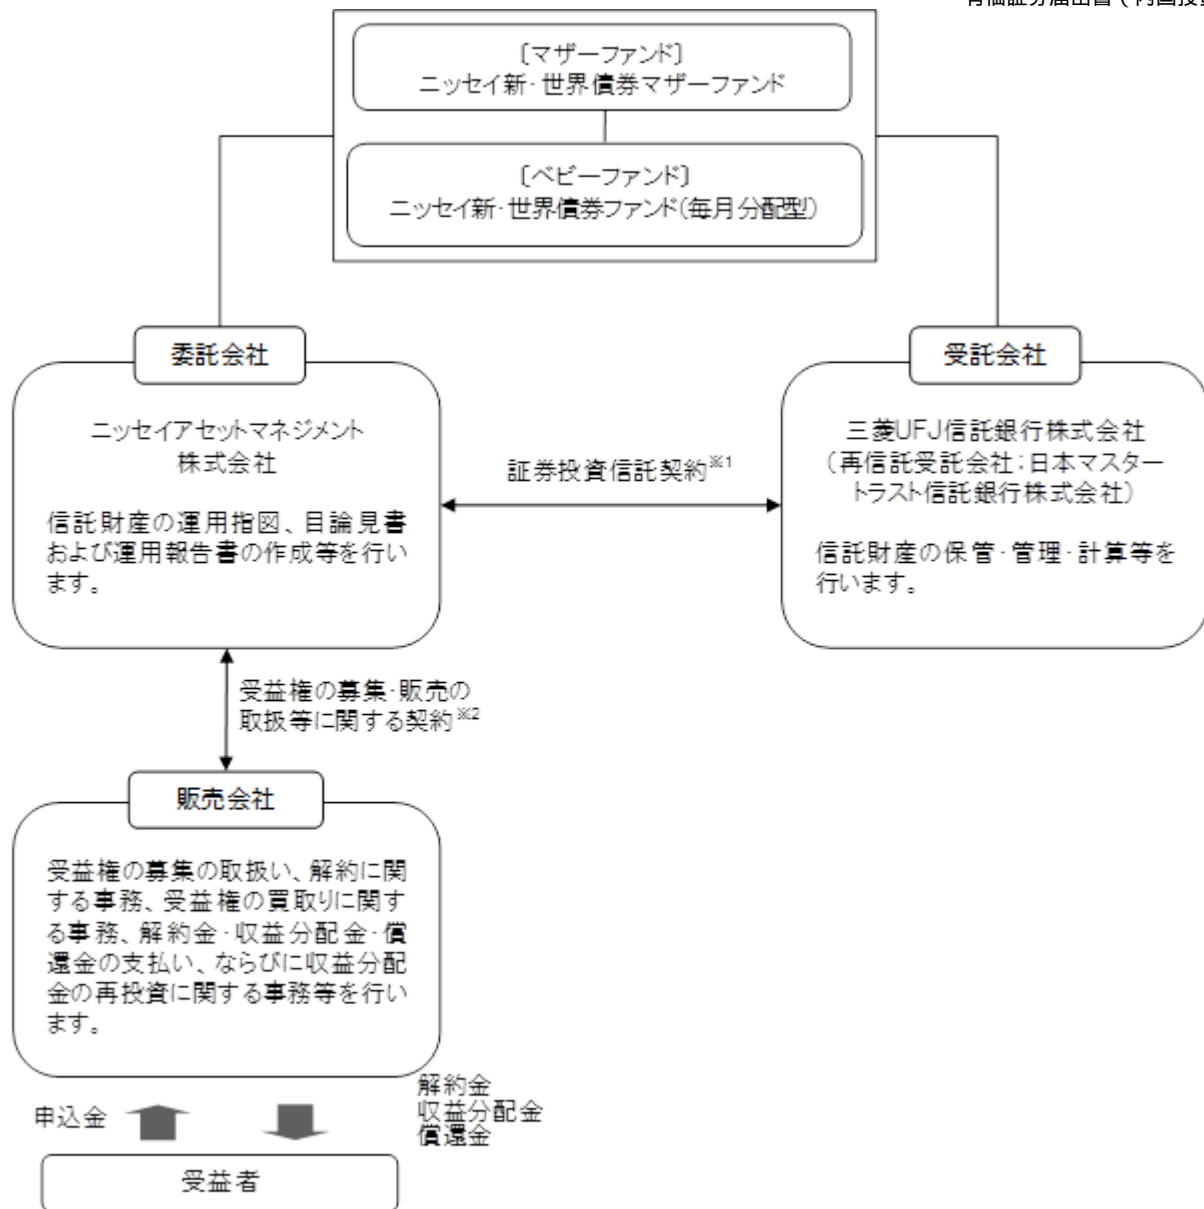 〔マザーファンド〕
ニッセイ新・世界債券マザーファンド
〔ベビーファンド〕
ニッセイ新・世界債券ファンド(毎月分配型)
委託会社
ニッセイアセットマネジメント
株式会社
信託財産の運用指図、目論見書
および運用報告書の作成等を行い
ます。
証券投資信託契約※1
受託会社
三菱UFJ信託銀行株式会社
(再信託受託会社:日本マスター
トラスト信託銀行株式会社)
信託財産の保管・管理・計算等を
行います。
受益権の募集・販売の
取扱等に関する契約※2
販売会社
受益権の募集の取扱い、解約に関
する事務、受益権の買取りに関す
る事務、解約金・収益分配金・償
還金の支払い、ならびに収益分配
金の再投資に関する事務等を行い
ます。
申込金
解約金
収益分配金
償還金
受益者